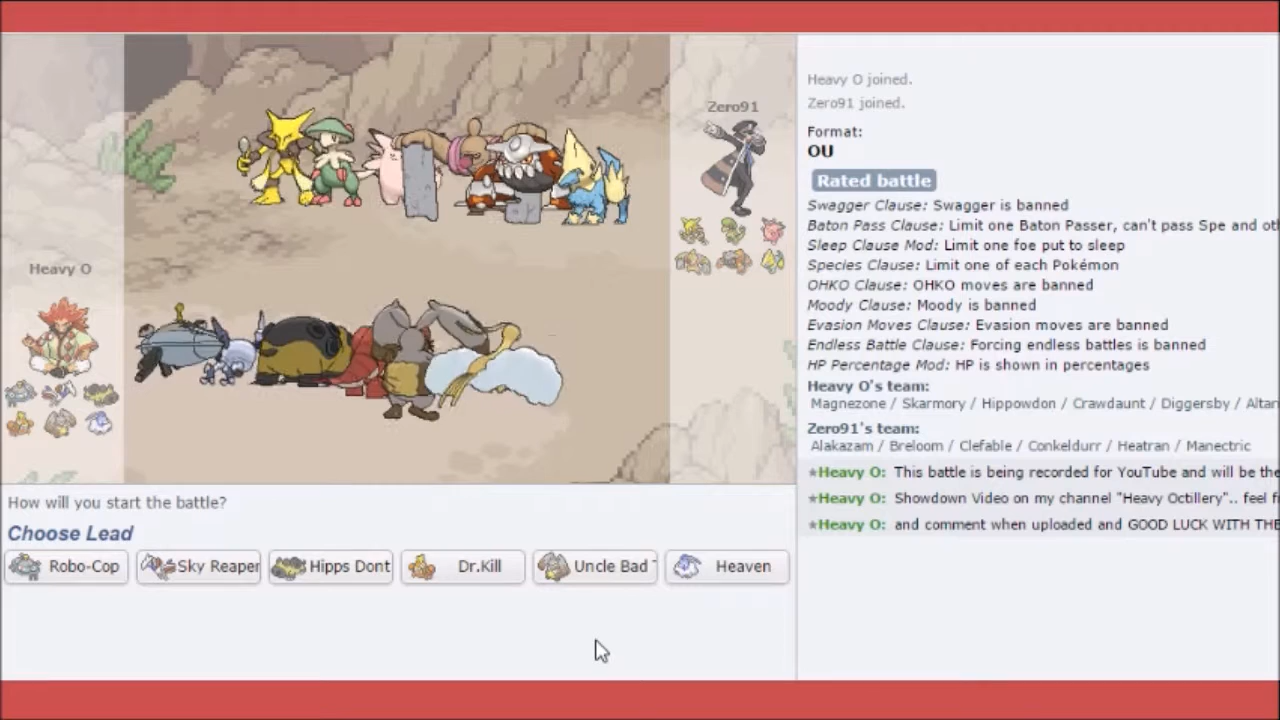 Zero91
Heavy O
How will you start the battle?
Choose Lead
Robo-Cop
Sky Reaper
Hipps Dont
Dr.Kill
Uncle Bad
Heaven
Heavy O joined.
Zero91 joined.
Format:
OU
Rated battle
Swagger Clause: Swagger is banned
Baton Pass Clause: Limit one Baton Passer, can't pass Spe and
Sleep Clause Mod: Limit one foe put to sleep
Species Clause: Limit one of each Pokémon
OHKO Clause: OHKO moves are banned
Moody Clause: Moody is banned
Evasion Moves Clause: Evasion moves are banned
Endless Battle Clause: Forcing endless battles is banned
HP Percentage Mod: HP is shown in percentages
Heavy O's team:
Magnezone / Skarmory / Hippowdon / Crawdaunt / Diggersby /
Zero91's team:
Alakazam / Breloom / Clefable / Conkeldurr / Heatran / Manectric
★Heavy O: This battle is being recorded for YouTube and will be
★Heavy O: Showdown Video on my channel "Heavy Octillery".. feel
★Heavy O: and comment when uploaded and GOOD LUCK WITH